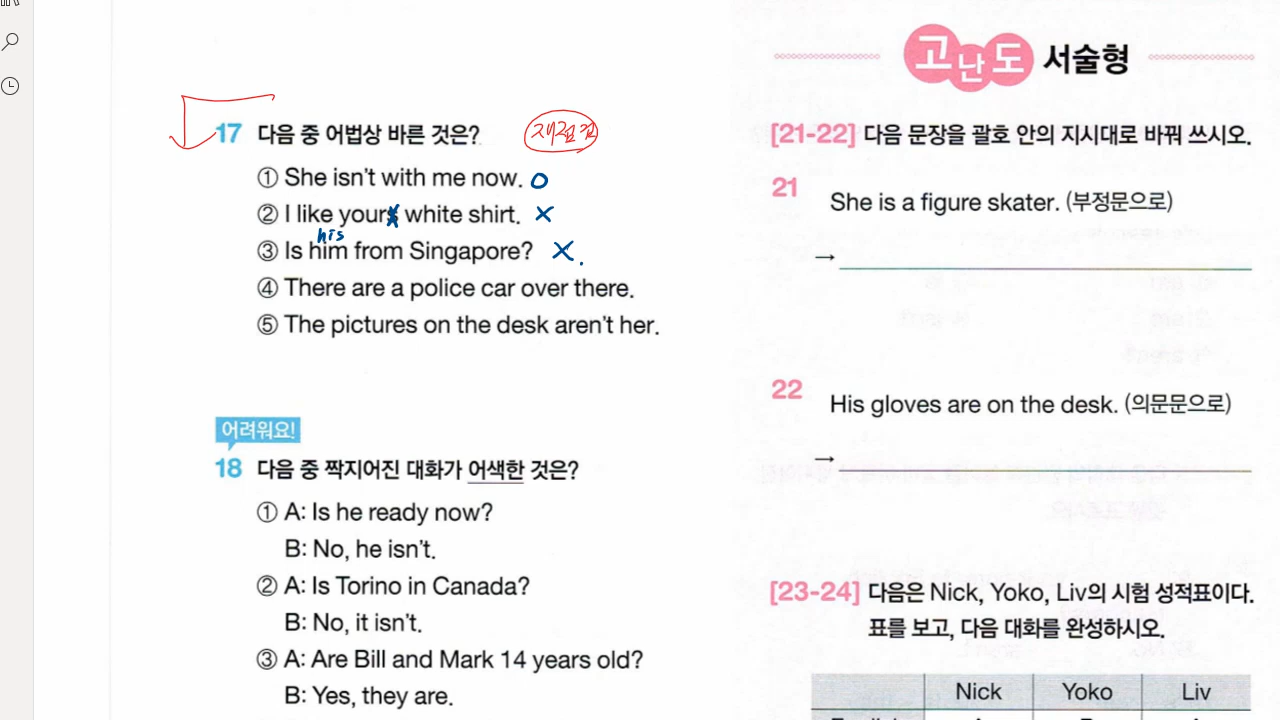 17 다음 중 어법상 바른 것은? 재점검
① She isn't with me now. O
② I like yours white shirt. X
his
③ Is him from Singapore? X.
④ There are a police car over there.
⑤ The pictures on the desk aren't her.
어려워요!
18 다음 중 짝지어진 대화가 어색한 것은?
① A: Is he ready now?
B: No, he isn't.
② A: Is Torino in Canada?
B: No, it isn't.
③ A: Are Bill and Mark 14 years old?
B: Yes, they are.
고난도 서술형
[21-22] 다음 문장을 괄호 안의 지시대로 바꿔 쓰시오.
21 She is a figure skater. (부정문으로)
→
22 His gloves are on the desk. (의문문으로)
→
[23-24] 다음은 Nick, Yoko, Liv의 시험 성적표이다.
표를 보고, 다음 대화를 완성하시오.
Nick Yoko Liv